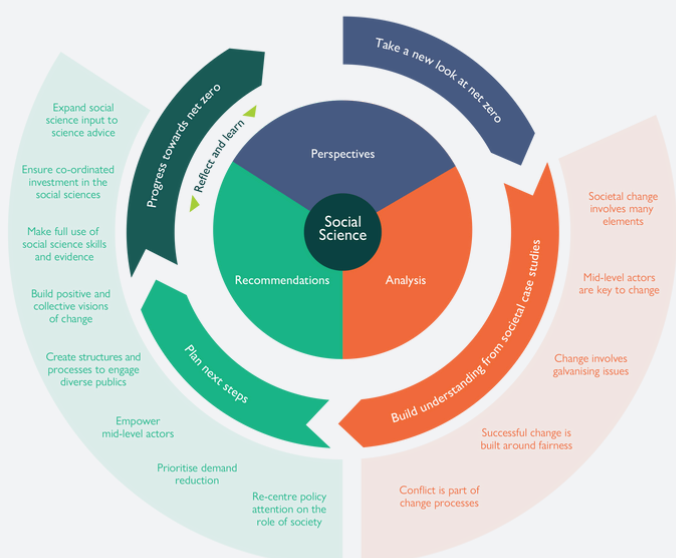 Take a new look at net zero
Build understanding from societal case studies
Plan next steps
Progress towards net zero
Reflect and learn
Perspectives
Analysis
Recommendations
Social
Science
Societal change
involves many
elements
Mid-level actors
are key to change
Change involves
galvanising issues
Successful change is
built around fairness
Conflict is part of
change processes
Re-centre policy
attention on the
role of society
Prioritise demand
reduction
Empower
mid-level actors
Create structures and
processes to engage
diverse publics
Build positive and
collective visions
of change
Make full use of
social science skills
and evidence
Ensure co-ordinated
investment in the
social sciences
Expand social
science input to
science advice